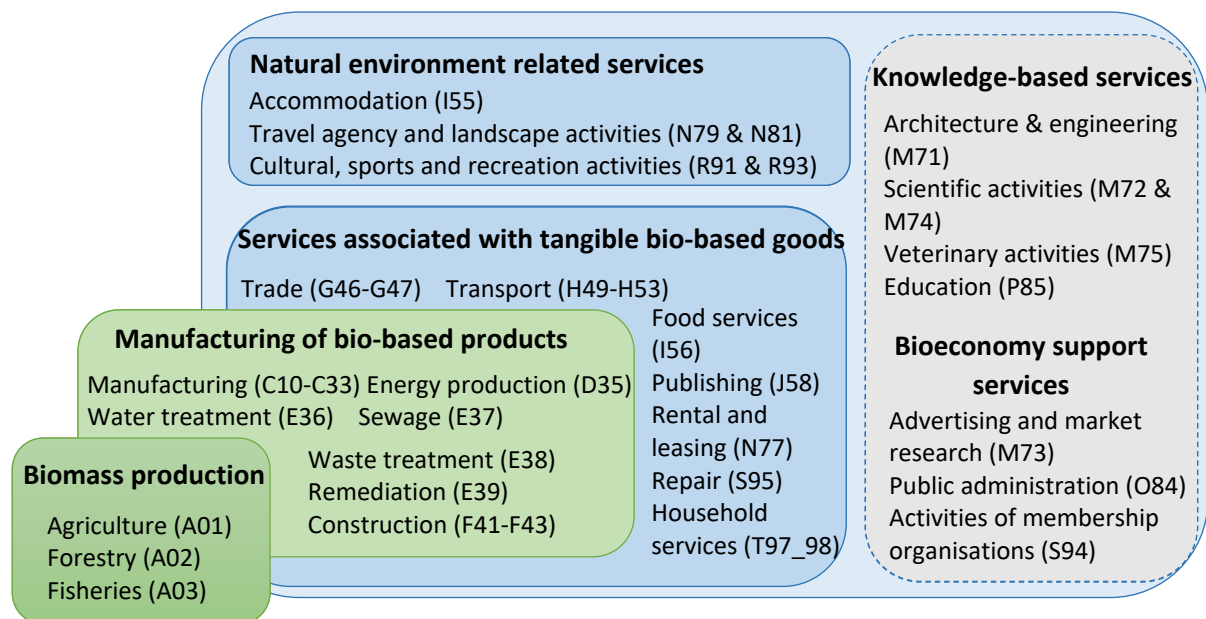 Natural environment related services
Accommodation (I55)
Travel agency and landscape activities (N79 & N81)
Cultural, sports and recreation activities (R91 & R93)
Services associated with tangible bio-based goods
Trade (G46-G47) Transport (H49-H53)
Food services
(I56)
Publishing (J58)
Rental and
leasing (N77)
Repair (S95)
Household
services (T97_98)
Manufacturing of bio-based products
Manufacturing (C10-C33) Energy production (D35)
Water treatment (E36) Sewage (E37)
Waste treatment (E38)
Remediation (E39)
Construction (F41-F43)
Biomass production
Agriculture (A01)
Forestry (A02)
Fisheries (A03)
Knowledge-based services
Architecture & engineering
(M71)
Scientific activities (M72 &
M74)
Veterinary activities (M75)
Education (P85)
Bioeconomy support
services
Advertising and market
research (M73)
Public administration (O84)
Activities of membership
organisations (S94)